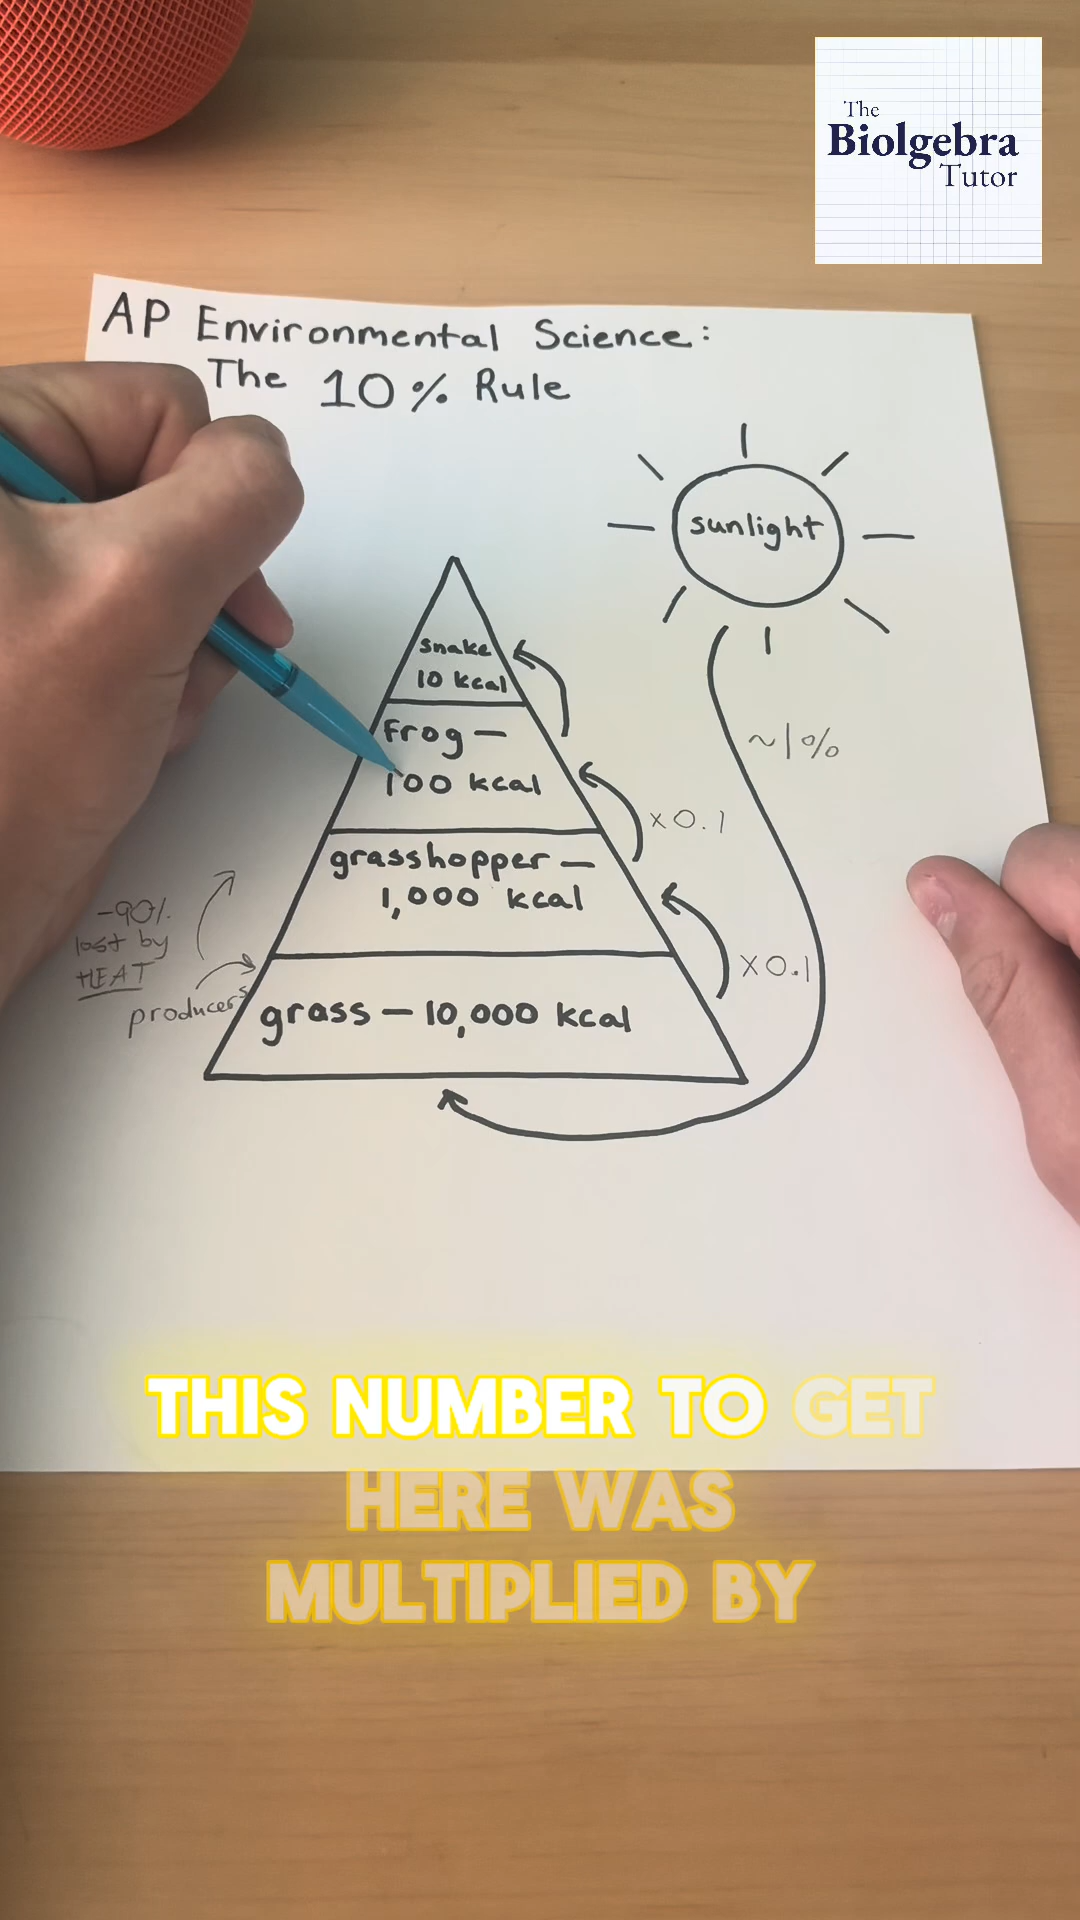 The
Biolgebra
Tutor
AP Environmental Science:
The 10% Rule
sunlight
snake
10 kcal
~1%
Frog —
100 kcal
x0.1
grasshopper —
1,000 kcal
-90%
lost by
HEAT
x0.1
producers
grass — 10,000 kcal
THIS NUMBER TO GET
HERE WAS
MULTIPLIED BY